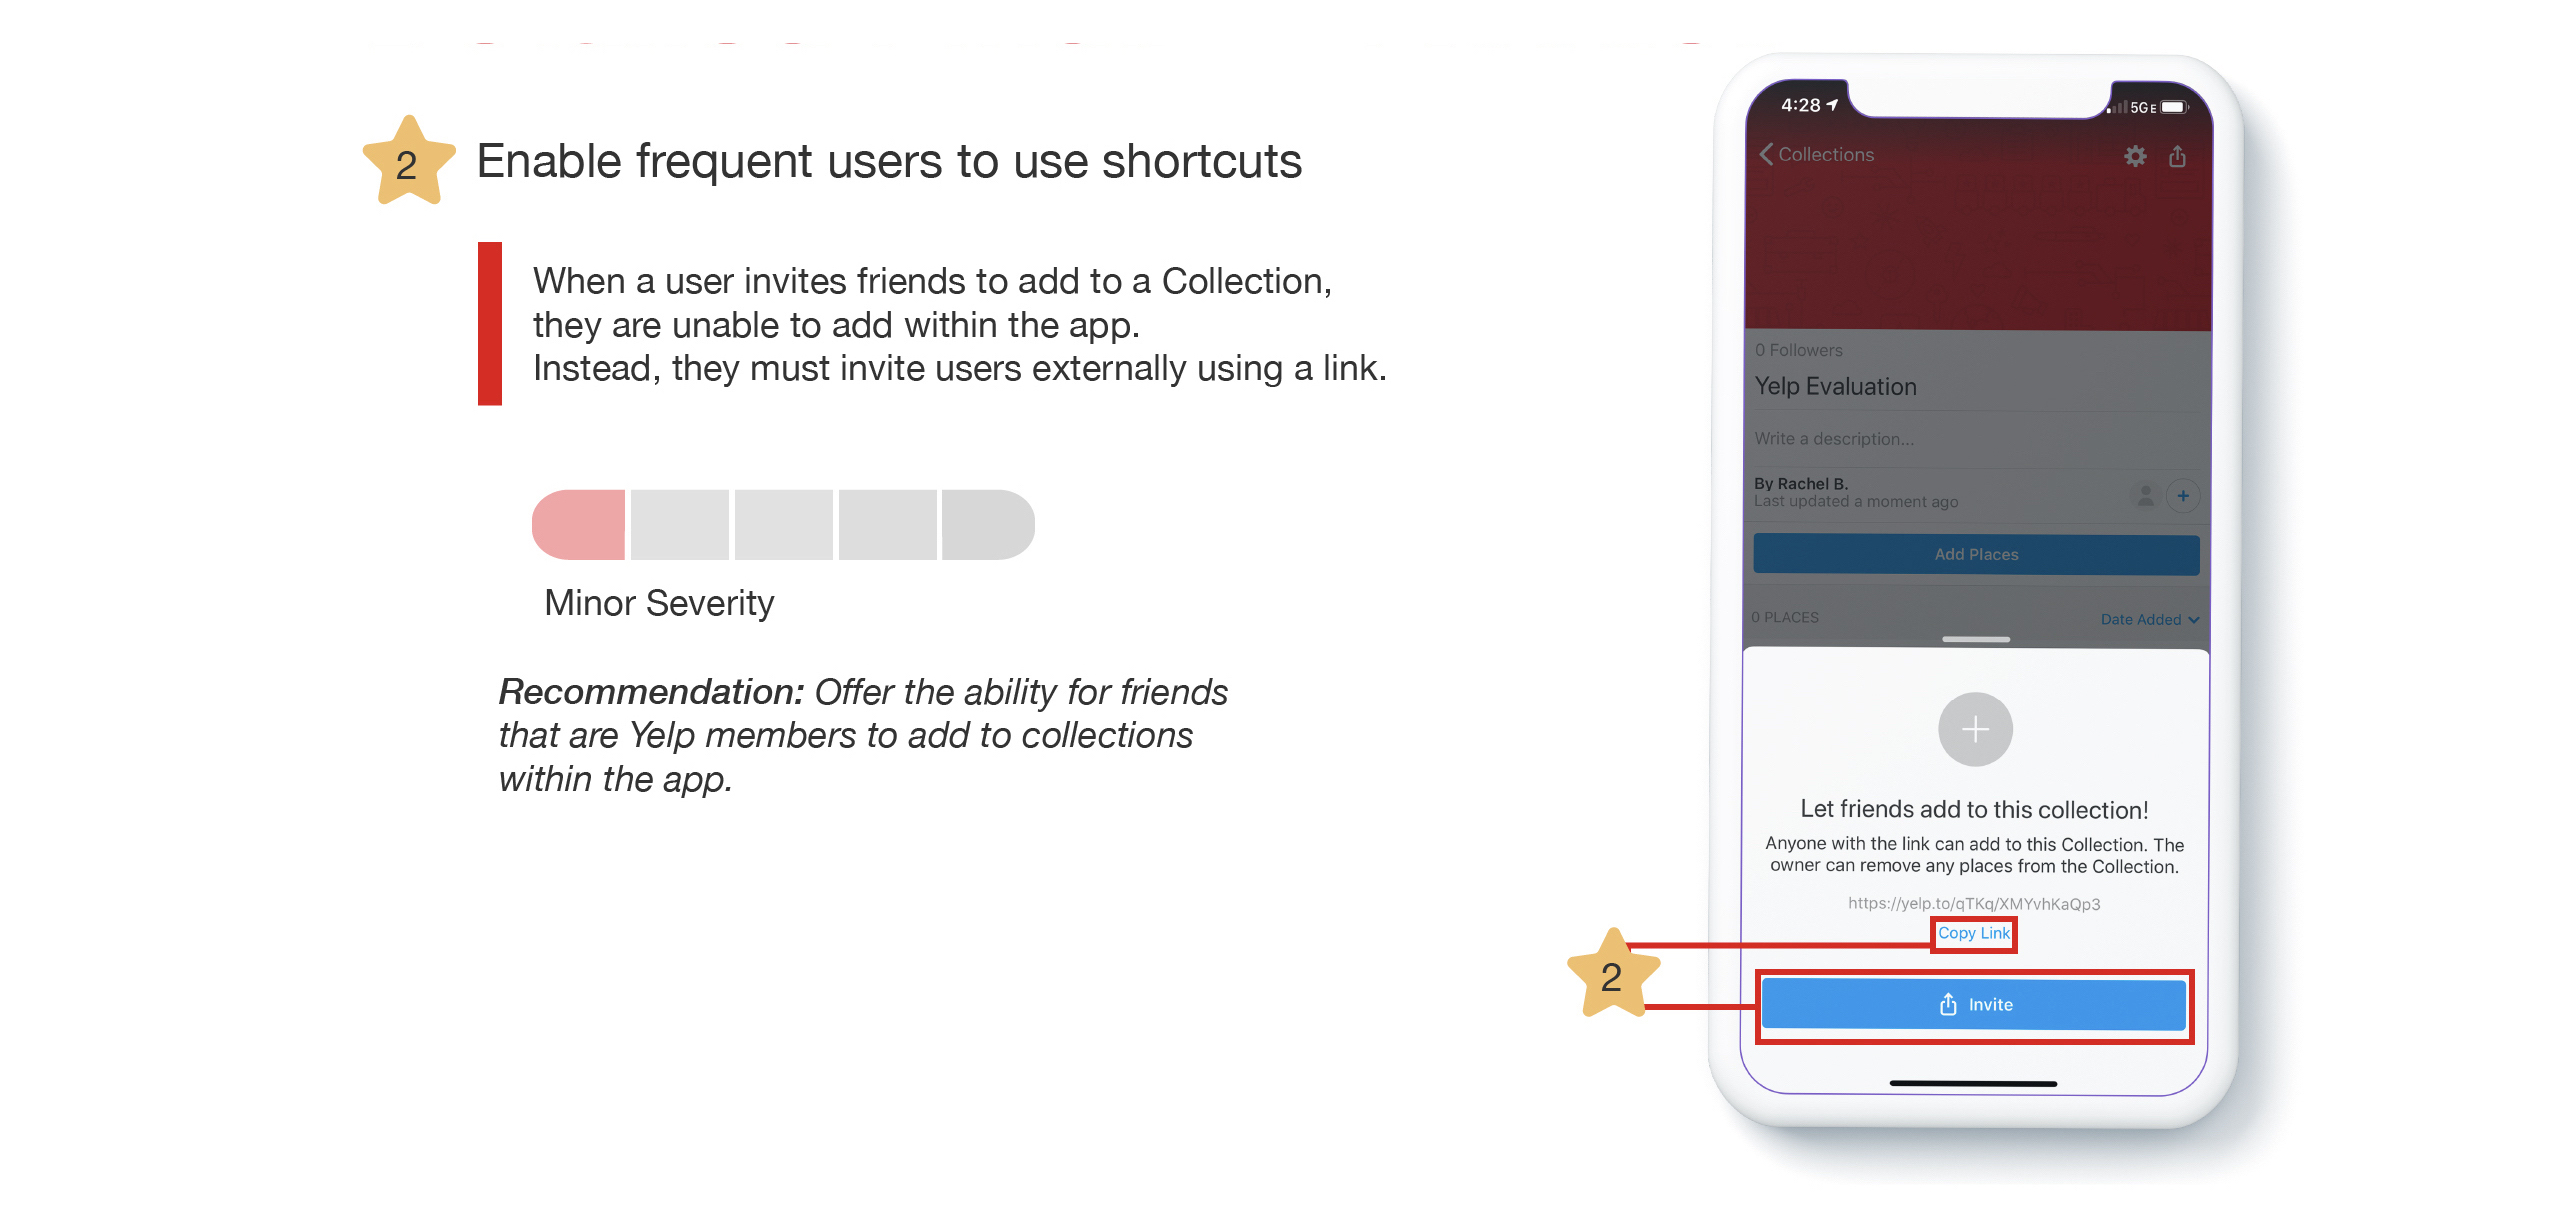 2
Enable frequent users to use shortcuts
When a user invites friends to add to a Collection,
they are unable to add within the app.
Instead, they must invite users externally using a link.
Minor Severity
Recommendation: Offer the ability for friends
that are Yelp members to add to collections
within the app.
4:28
5GE
Collections
0 Followers
Yelp Evaluation
Write a description...
By Rachel B.
Last updated a moment ago
Add Places
0 PLACES
Date Added
Let friends add to this collection!
Anyone with the link can add to this Collection. The
owner can remove any places from the Collection.
https://yelp.to/qTKq/XMYvhKaQp3
Copy Link
2
Invite